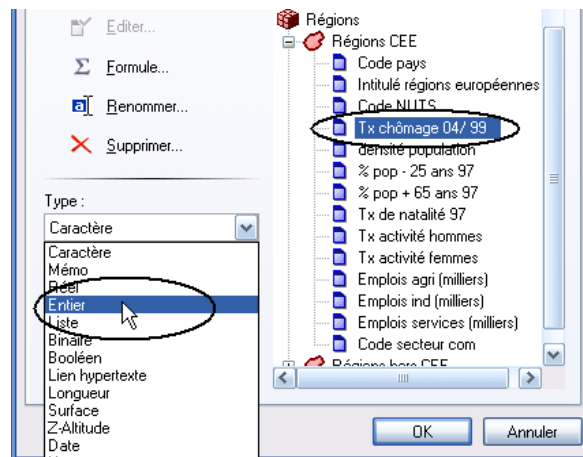 Editer...
Formule...
Renommer...
Supprimer...
Type :
Caractère
Caractère
Mémo
Réel
Entier
Liste
Binaire
Booléen
Lien hypertexte
Longueur
Surface
Z-Altitude
Date
Régions
Régions CEE
Code pays
Intitulé régions européennes
Code NUTS
Tx chômage 04/ 99
densité population
% pop - 25 ans 97
% pop + 65 ans 97
Tx de natalité 97
Tx activité hommes
Tx activité femmes
Emplois agri (milliers)
Emplois ind (milliers)
Emplois services (milliers)
Code secteur com
Régions hors CEE
OK
Annuler